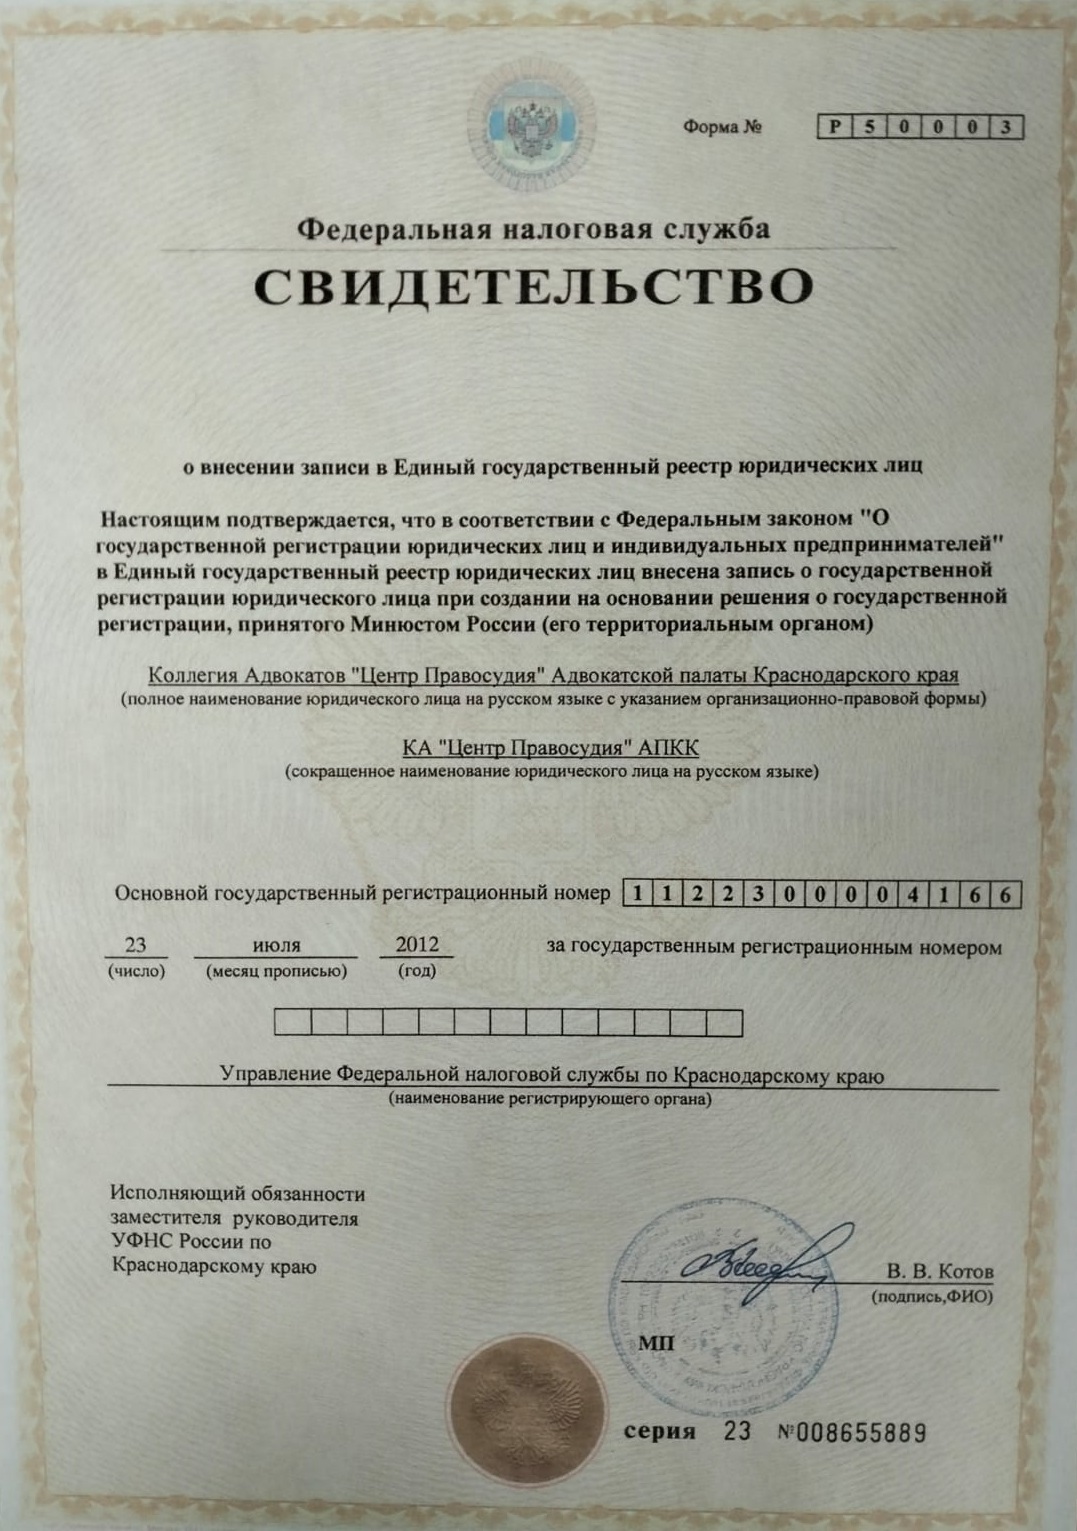 Форма № Р50003
Федеральная налоговая служба
СВИДЕТЕЛЬСТВО
о внесении записи в Единый государственный реестр юридических лиц
Настоящим подтверждается, что в соответствии с Федеральным законом "О
государственной регистрации юридических лиц и индивидуальных предпринимателей"
в Единый государственный реестр юридических лиц внесена запись о государственной
регистрации юридического лица при создании на основании решения о государственной
регистрации, принятого Минюстом России (его территориальным органом)
Коллегия Адвокатов "Центр Правосудия" Адвокатской палаты Краснодарского края
(полное наименование юридического лица на русском языке с указанием организационно-правовой формы)
КА "Центр Правосудия" АПКК
(сокращенное наименование юридического лица на русском языке)
Основной государственный регистрационный номер 1122300004166
23 июля 2012 за государственным регистрационным номером
(число) (месяц прописью) (год)
Управление Федеральной налоговой службы по Краснодарскому краю
(наименование регистрирующего органа)
Исполняющий обязанности
заместителя руководителя
УФНС России по
Краснодарскому краю
В. В. Котов
(подпись,ФИО)
МП
серия 23 №008655889